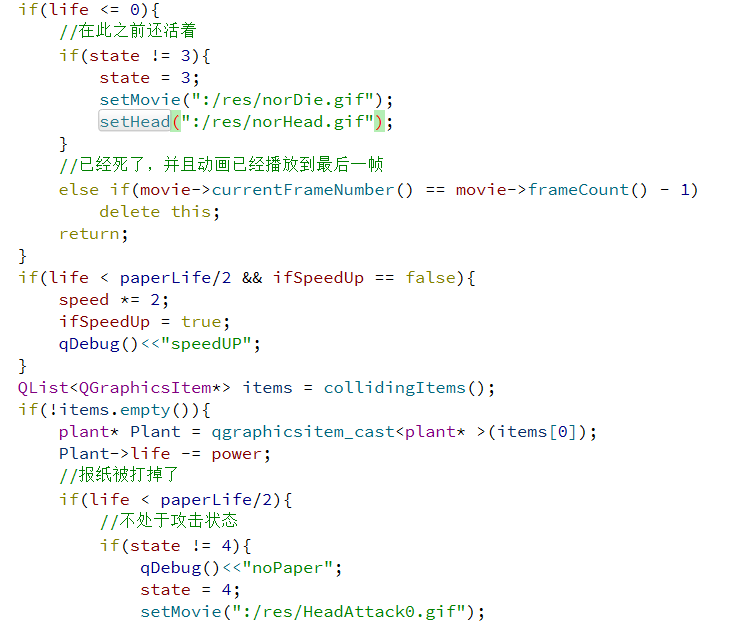 if(life <= 0){
//在此之前还活着
if(state != 3){
state = 3;
setMovie(":/res/norDie.gif");
setHead(":/res/norHead.gif");
}
//已经死了，并且动画已经播放到最后一帧
else if(movie->currentFrameNumber() == movie->frameCount() - 1)
delete this;
return;
}
if(life < paperLife/2 && ifSpeedUp == false){
speed *= 2;
ifSpeedUp = true;
qDebug()<<"speedUP";
}
QList<QGraphicsItem*> items = collidingItems();
if(!items.empty()){
plant* Plant = qgraphicsitem_cast<plant* >(items[0]);
Plant->life -= power;
//报纸被打掉了
if(life < paperLife/2){
//不处于攻击状态
if(state != 4){
qDebug()<<"noPaper";
state = 4;
setMovie(":/res/HeadAttack0.gif");